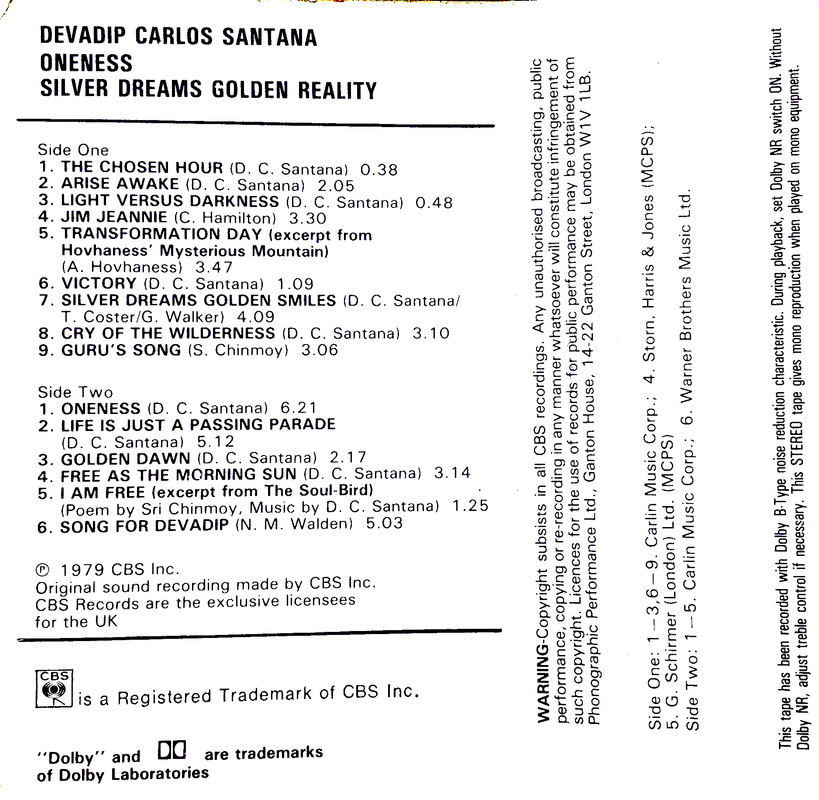 DEVADIP CARLOS SANTANA
ONENESS
SILVER DREAMS GOLDEN REALITY
Side One
1. THE CHOSEN HOUR (D. C. Santana) 0.38
2. ARISE AWAKE (D. C. Santana) 2.05
3. LIGHT VERSUS DARKNESS (D. C. Santana) 0.48
4. JIM JEANNIE (C. Hamilton) 3.30
5. TRANSFORMATION DAY (excerpt from
Hovhaness' Mysterious Mountain)
(A. Hovhaness) 3.47
6. VICTORY (D. C. Santana) 1.09
7. SILVER DREAMS GOLDEN SMILES (D. C. Santana/
T. Coster/G. Walker) 4.09
8. CRY OF THE WILDERNESS (D. C. Santana) 3.10
9. GURU'S SONG (S. Chinmoy) 3.06
Side Two
1. ONENESS (D. C. Santana) 6.21
2. LIFE IS JUST A PASSING PARADE
(D. C. Santana) 5.12
3. GOLDEN DAWN (D. C. Santana) 2.17
4. FREE AS THE MORNING SUN (D. C. Santana) 3.14
5. I AM FREE (excerpt from The Soul-Bird)
(Poem by Sri Chinmoy, Music by D. C. Santana) 1.25
6. SONG FOR DEVADIP (N. M. Walden) 5.03
℗ 1979 CBS Inc.
Original sound recording made by CBS Inc.
CBS Records are the exclusive licensees
for the UK
CBS
is a Registered Trademark of CBS Inc.
"Dolby" and are trademarks
of Dolby Laboratories
WARNING-Copyright subsists in all CBS recordings. Any unauthorised broadcasting, public
performance, copying or re-recording in any manner whatsoever will constitute infringement of
such copyright. Licences for the use of records for public performance may be obtained from
Phonographic Performance Ltd., Ganton House, 14-22 Ganton Street, London W1V 1LB.
Side One: 1–3,6–9. Carlin Music Corp.; 4. Storn, Harris & Jones (MCPS);
5. G. Schirmer (London) Ltd. (MCPS)
Side Two: 1–5. Carlin Music Corp.; 6. Warner Brothers Music Ltd.
This tape has been recorded with Dolby B-Type noise reduction characteristic. During playback, set Dolby NR switch ON. Without
Dolby NR, adjust treble control if necessary. This STEREO tape gives mono reproduction when played on mono equipment.